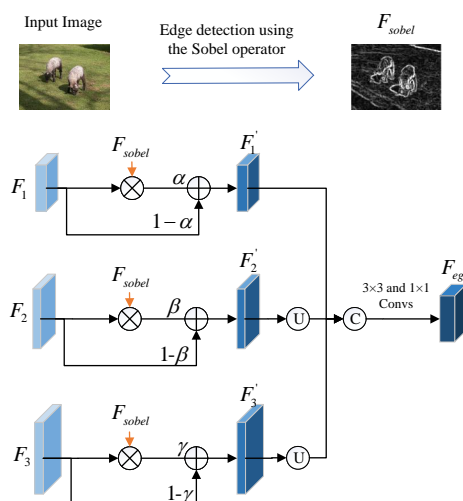 Input Image
Edge detection using
the Sobel operator
F_sobel
F_1
F_sobel
α
1-α
F_1'
F_2
F_sobel
β
1-β
F_2'
U
C
3×3 and 1×1
Convs
F_eg
F_3
F_sobel
γ
1-γ
F_3'
U